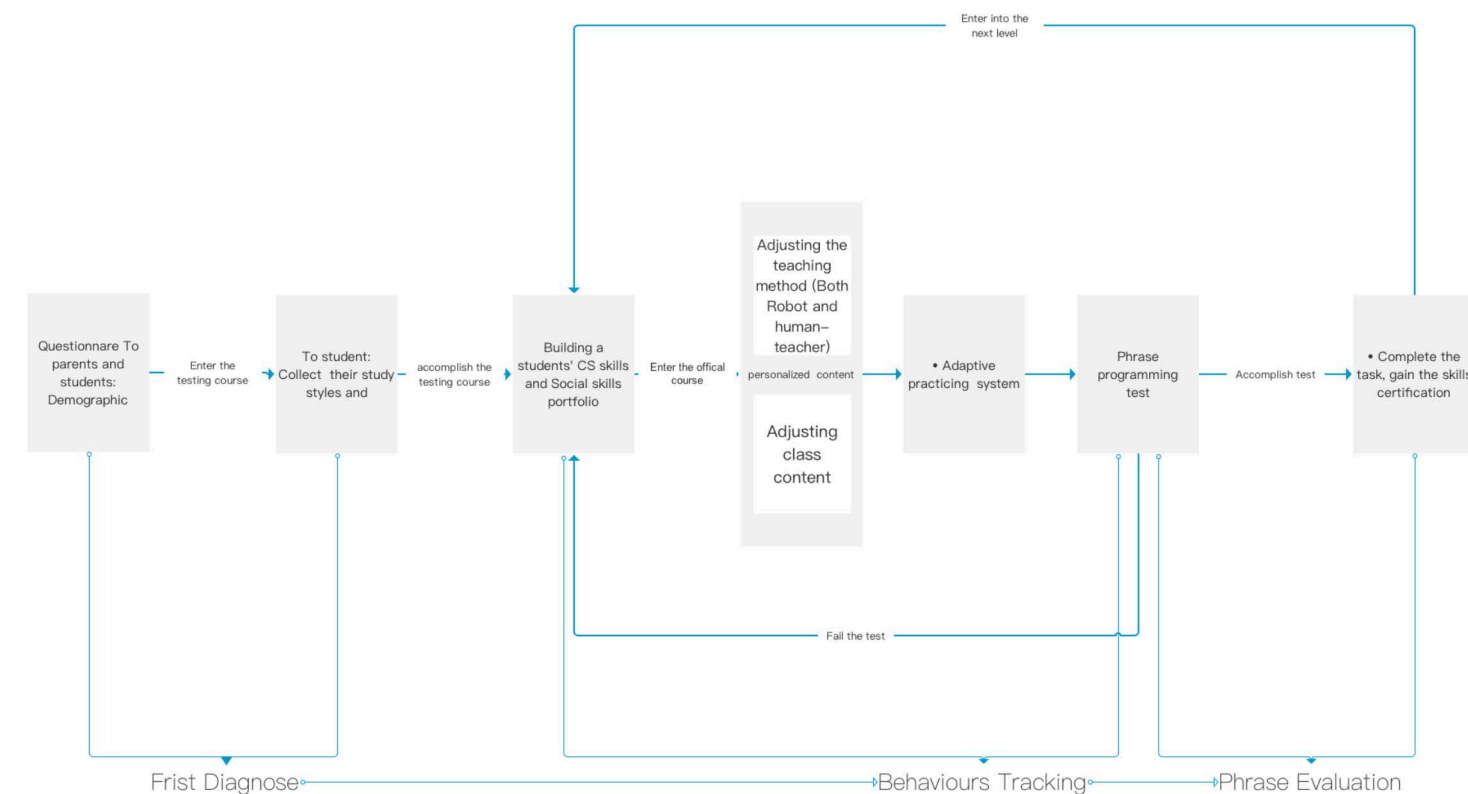 Enter into the
next level
Questionnare To
parents and
students:
Demographic
Enter the
testing course
To student:
Collect their study
styles and
accomplish the
testing course
Building a
students' CS skills
and Social skills
portfolio
Enter the offical
course
Adjusting the
teaching
method (Both
Robot and
human-
teacher)
personalized content
Adjusting
class
content
• Adaptive
practicing system
Phrase
programming
test
Accomplish test
• Complete the
task, gain the skills
certification
Fail the test
Frist Diagnose
Behaviours Tracking
Phrase Evaluation